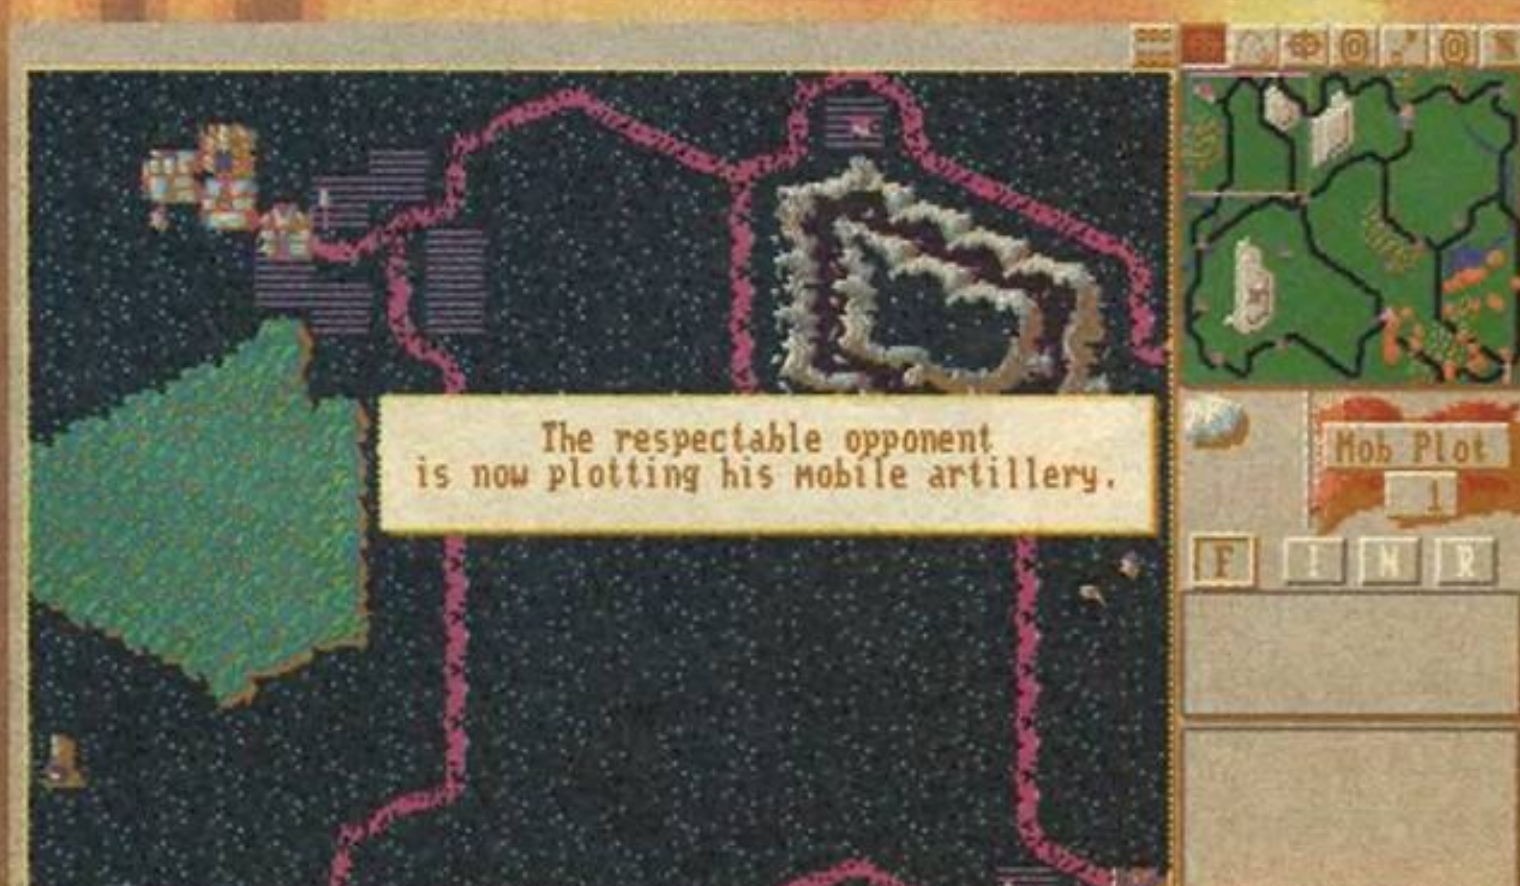 The respectable opponent
is now plotting his mobile artillery.
Mob Plot
1
F I M R